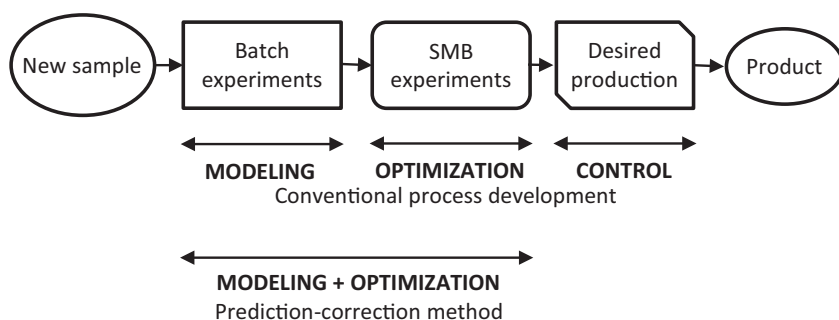 New sample
Batch
experiments
SMB
experiments
Desired
production
Product
MODELING
OPTIMIZATION
CONTROL
Conventional process development
MODELING + OPTIMIZATION
Prediction-correction method